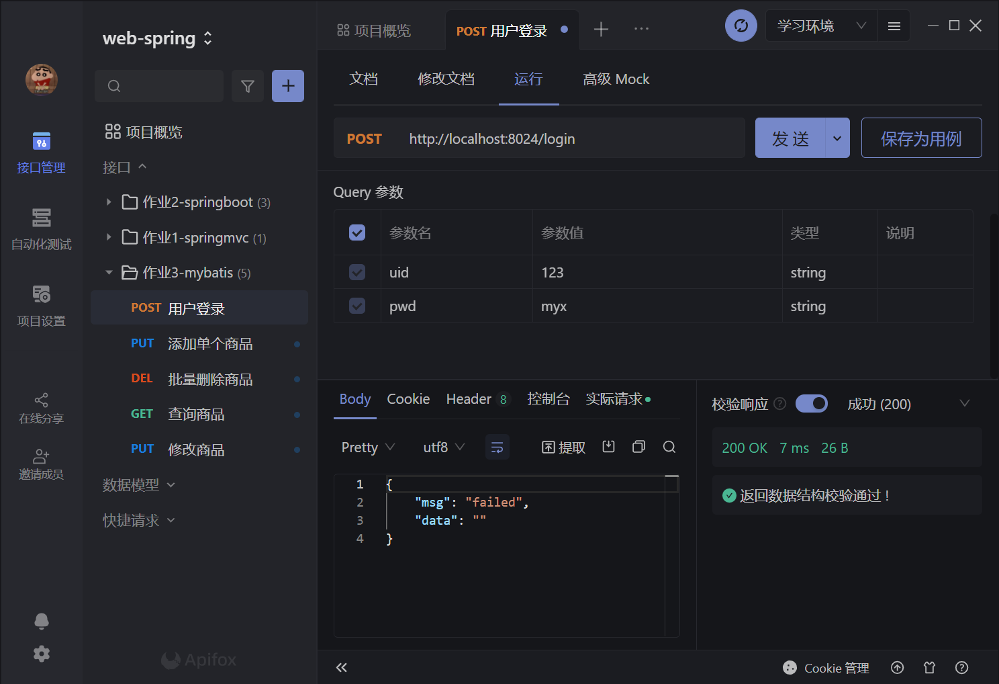 web-spring
项目概览
接口
作业2-springboot (3)
作业1-springmvc (1)
作业3-mybatis (5)
POST 用户登录
PUT 添加单个商品
DEL 批量删除商品
GET 查询商品
PUT 修改商品
数据模型
快捷请求
Apifox
接口管理
自动化测试
项目设置
在线分享
邀请成员
项目概览
POST 用户登录
学习环境
文档
修改文档
运行
高级 Mock
POST http://localhost:8024/login
发 送
保存为用例
Query 参数
参数名 参数值 类型 说明
uid 123 string
pwd myx string
Body Cookie Header 8 控制台 实际请求
Pretty utf8 提取
1 {
2 "msg": "failed",
3 "data": ""
4 }
校验响应 成功 (200)
200 OK 7 ms 26 B
返回数据结构校验通过！
Cookie 管理